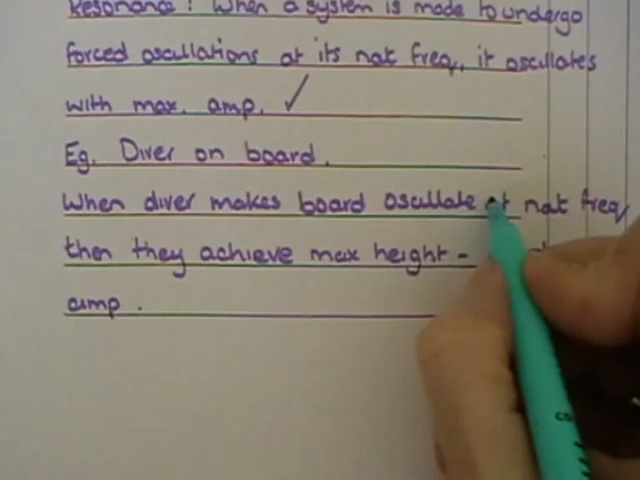 Resonance: When a system is made to undergo
forced oscillations at its nat freq, it oscillates
with max. amp. ✓
Eg. Diver on board.
When diver makes board oscillate at nat freq
then they achieve max height -
amp.